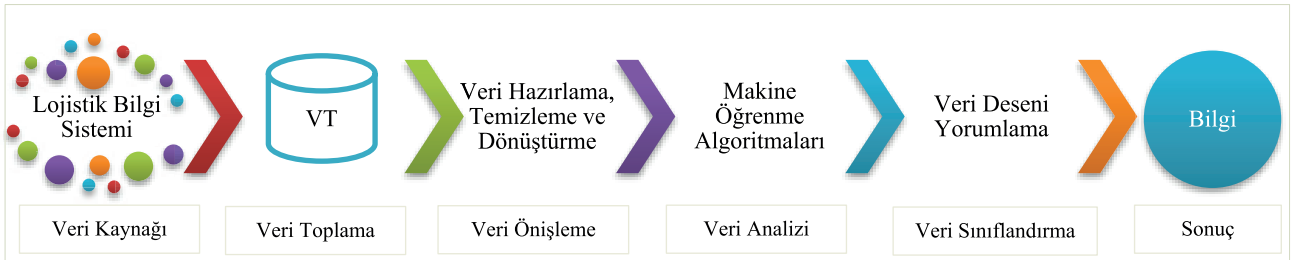 Lojistik Bilgi
Sistemi
VT
Veri Hazırlama,
Temizleme ve
Dönüştürme
Makine
Öğrenme
Algoritmaları
Veri Deseni
Yorumlama
Bilgi
Veri Kaynağı
Veri Toplama
Veri Önişleme
Veri Analizi
Veri Sınıflandırma
Sonuç